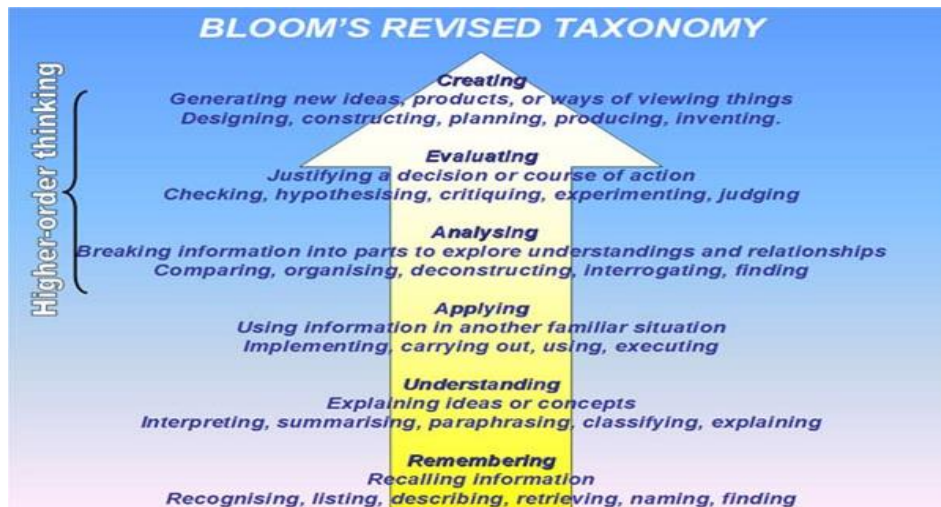 BLOOM'S REVISED TAXONOMY
Higher-order thinking
Creating
Generating new ideas, products, or ways of viewing things
Designing, constructing, planning, producing, inventing.
Evaluating
Justifying a decision or course of action
Checking, hypothesising, critiquing, experimenting, judging
Analysing
Breaking information into parts to explore understandings and relationships
Comparing, organising, deconstructing, interrogating, finding
Applying
Using information in another familiar situation
Implementing, carrying out, using, executing
Understanding
Explaining ideas or concepts
Interpreting, summarising, paraphrasing, classifying, explaining
Remembering
Recalling information
Recognising, listing, describing, retrieving, naming, finding